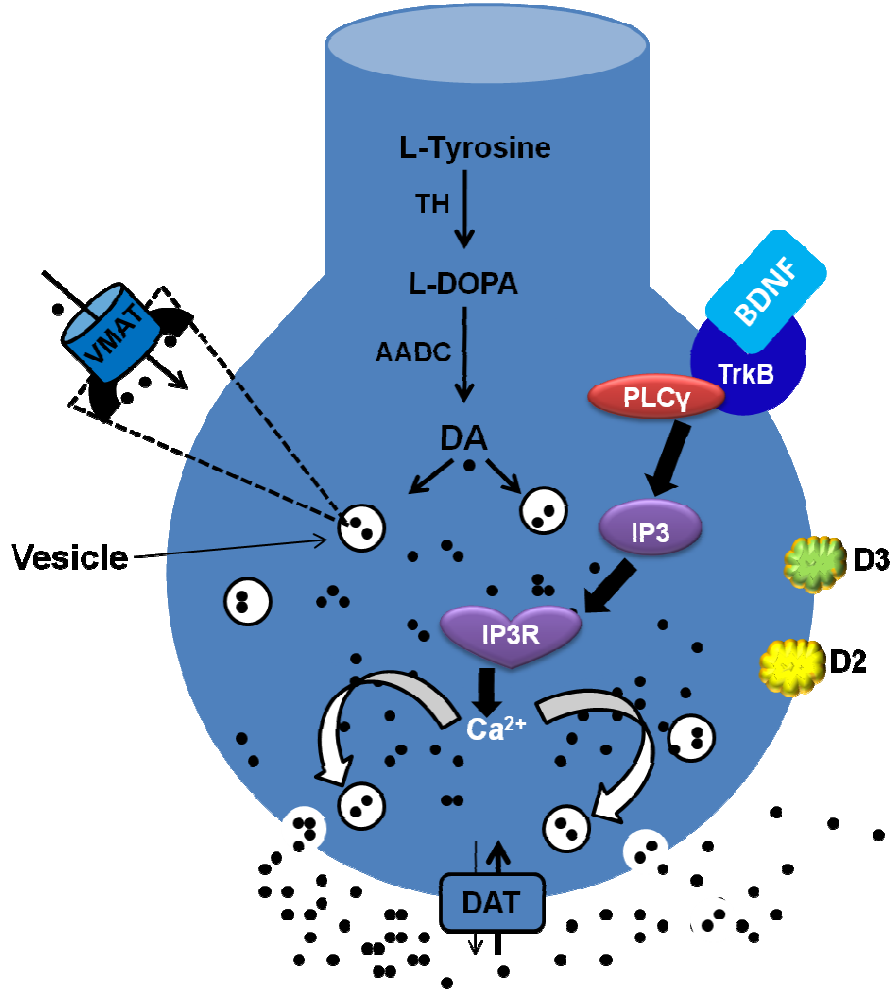 L-Tyrosine
TH
L-DOPA
AADC
DA
VMAT
Vesicle
BDNF
TrkB
PLCγ
IP3
IP3R
Ca²⁺
D3
D2
DAT